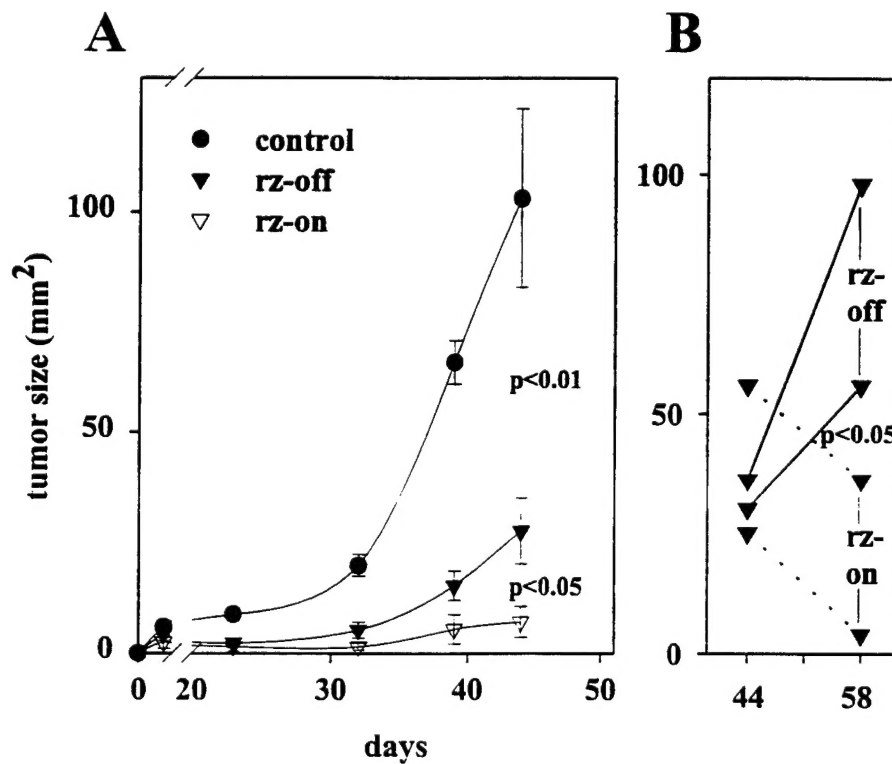 A
B
control
rz-off
rz-on
100
50
0
tumor size (mm²)
p<0.01
p<0.05
0 20 30 40 50
days
100
50
0
rz-
off
p<0.05
rz-
on
44 58